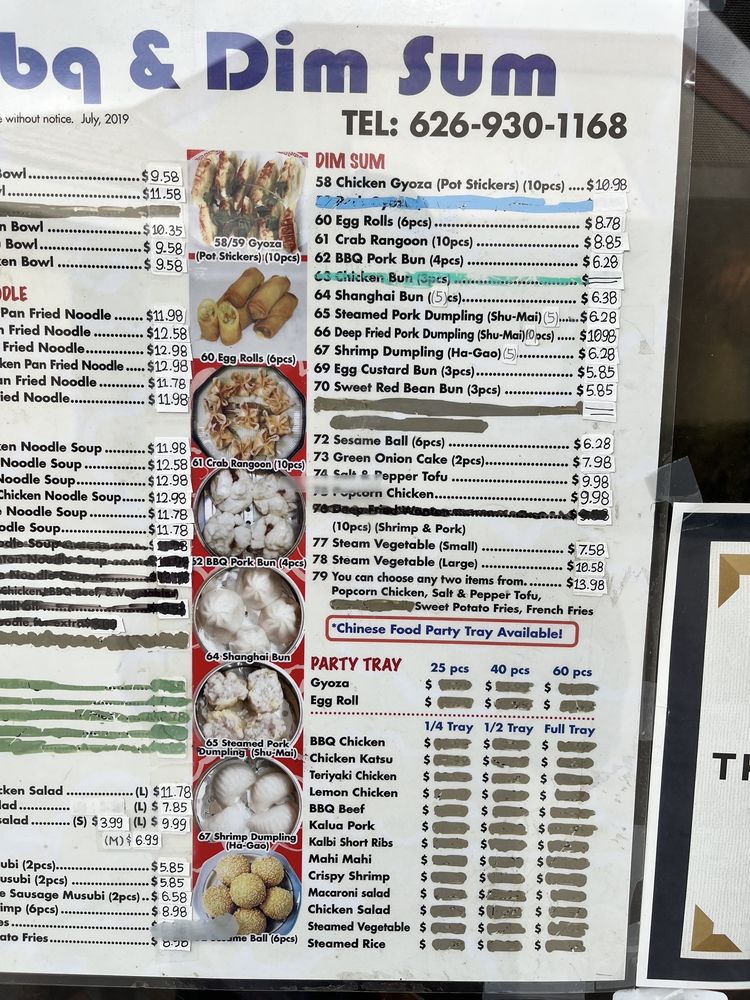 bq & Dim Sum
e without notice. July, 2019
TEL: 626-930-1168
Bowl $9.58
l $11.58
n Bowl $10.35
Bowl $9.58
ken Bowl $9.58
ODLE
Pan Fried Noodle $11.98
n Fried Noodle $12.58
Fried Noodle $12.98
ken Pan Fried Noodle $12.98
an Fried Noodle $11.78
ied Noodle $11.98
ken Noodle Soup $11.98
Noodle Soup $12.58
Noodle Soup $12.98
Chicken Noodle Soup $12.98
e Noodle Soup $11.78
odle Soup $11.78
cken Salad (L) $11.78
lad (L) $7.85
salad (S) $3.99 (L) $9.99
(M) $6.99
usubi (2pcs) $5.85
usubi (2pcs) $5.85
e Sausage Musubi (2pcs) $6.58
imp (6pcs) $8.98
es
ato Fries $8.98
58/59 Gyoza
(Pot Stickers) (10pcs)
60 Egg Rolls (6pcs)
61 Crab Rangoon (10pcs)
62 BBQ Pork Bun (4pcs)
64 Shanghai Bun
65 Steamed Pork
Dumpling (Shu-Mai)
67 Shrimp Dumpling
(Ha-Gao)
Ball (6pcs)
DIM SUM
58 Chicken Gyoza (Pot Stickers) (10pcs) $10.98
60 Egg Rolls (6pcs) $8.78
61 Crab Rangoon (10pcs) $8.85
62 BBQ Pork Bun (4pcs) $6.28
63 Chicken Bun (3pcs) $
64 Shanghai Bun (5)cs) $6.38
65 Steamed Pork Dumpling (Shu-Mai) (5) $6.28
66 Deep Fried Pork Dumpling (Shu-Mai)10pcs) $10.98
67 Shrimp Dumpling (Ha-Gao) (5) $6.28
69 Egg Custard Bun (3pcs) $5.85
70 Sweet Red Bean Bun (3pcs) $5.85
72 Sesame Ball (6pcs) $6.28
73 Green Onion Cake (2pcs) $7.98
74 Salt & Pepper Tofu $9.98
Popcorn Chicken $9.98
(10pcs) (Shrimp & Pork)
77 Steam Vegetable (Small) $7.58
78 Steam Vegetable (Large) $10.58
79 You can choose any two items from $13.98
Popcorn Chicken, Salt & Pepper Tofu,
Sweet Potato Fries, French Fries
*Chinese Food Party Tray Available!
PARTY TRAY 25 pcs 40 pcs 60 pcs
Gyoza $ $ $
Egg Roll $ $ $
1/4 Tray 1/2 Tray Full Tray
BBQ Chicken $ $ $
Chicken Katsu $ $ $
Teriyaki Chicken $ $ $
Lemon Chicken $ $ $
BBQ Beef $ $ $
Kalua Pork $ $ $
Kalbi Short Ribs $ $ $
Mahi Mahi $ $ $
Crispy Shrimp $ $ $
Macaroni salad $ $ $
Chicken Salad $ $ $
Steamed Vegetable $ $ $
Steamed Rice $ $ $